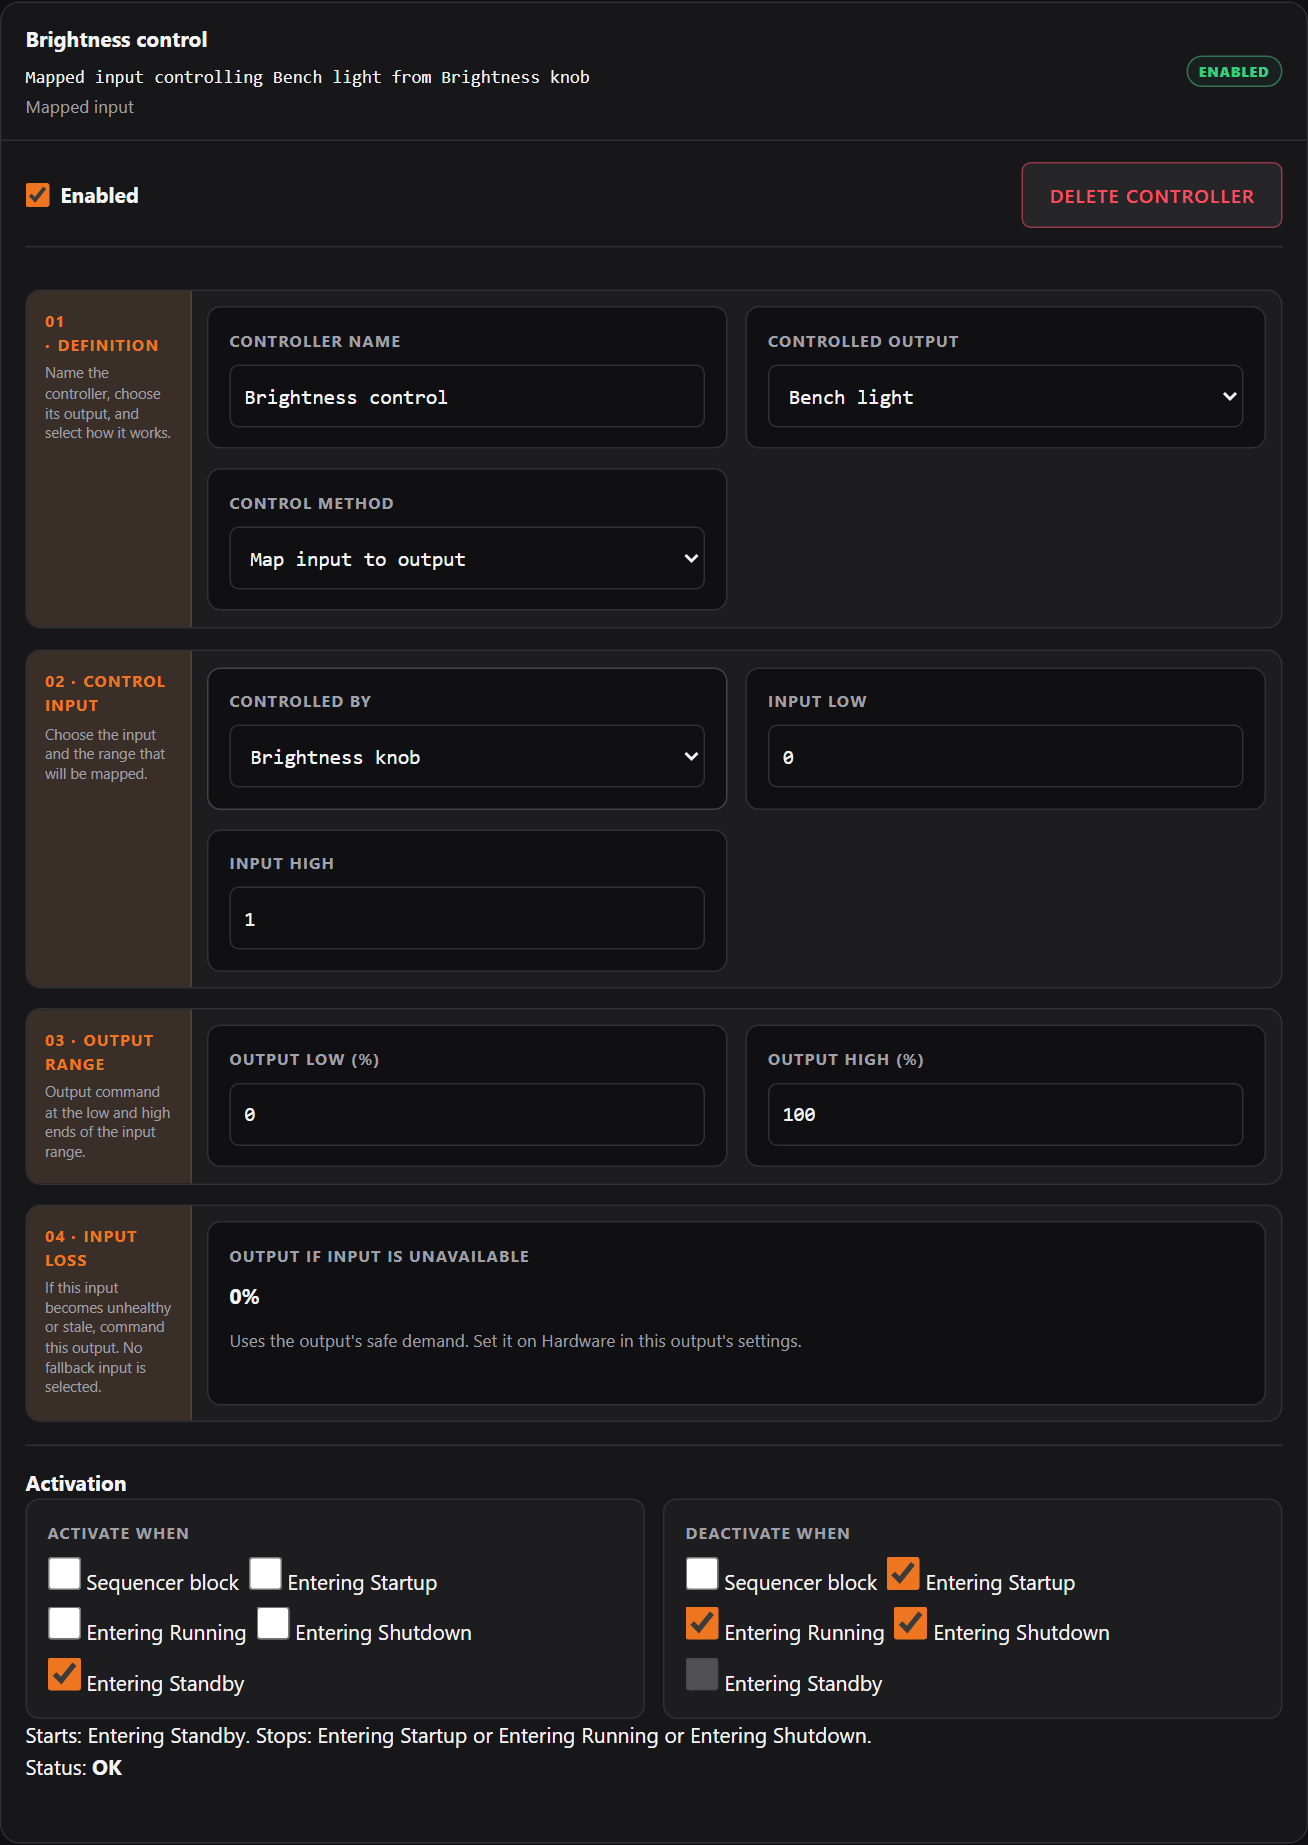 Brightness control
Mapped input controlling Bench light from Brightness knob
Mapped input
ENABLED
Enabled
DELETE CONTROLLER
01
· DEFINITION
Name the
controller, choose
its output, and
select how it works.
CONTROLLER NAME
Brightness control
CONTROLLED OUTPUT
Bench light
CONTROL METHOD
Map input to output
02 · CONTROL
INPUT
Choose the input
and the range that
will be mapped.
CONTROLLED BY
Brightness knob
INPUT LOW
0
INPUT HIGH
1
03 · OUTPUT
RANGE
Output command
at the low and high
ends of the input
range.
OUTPUT LOW (%)
0
OUTPUT HIGH (%)
100
04 · INPUT
LOSS
If this input
becomes unhealthy
or stale, command
this output. No
fallback input is
selected.
OUTPUT IF INPUT IS UNAVAILABLE
0%
Uses the output's safe demand. Set it on Hardware in this output's settings.
Activation
ACTIVATE WHEN
Sequencer block Entering Startup
Entering Running Entering Shutdown
Entering Standby
DEACTIVATE WHEN
Sequencer block Entering Startup
Entering Running Entering Shutdown
Entering Standby
Starts: Entering Standby. Stops: Entering Startup or Entering Running or Entering Shutdown.
Status: OK